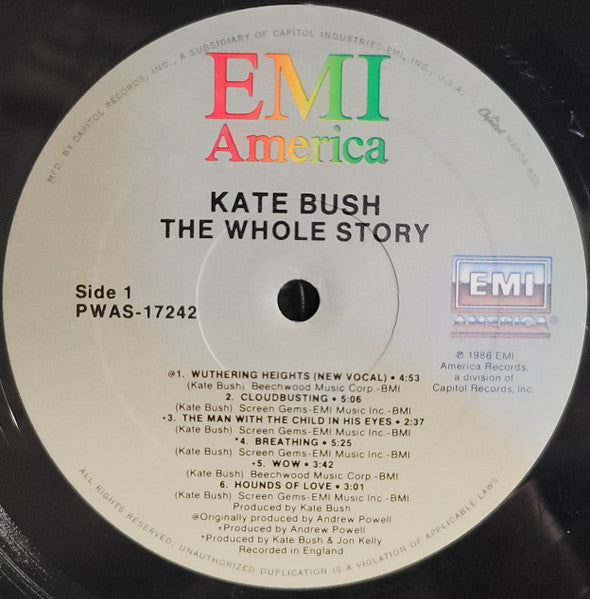 MFD. BY CAPITOL RECORDS, INC., A SUBSIDIARY OF CAPITOL INDUSTRIES-EMI, INC., U.S.A. • Capitol MARCA REG.
EMI
America
KATE BUSH
THE WHOLE STORY
Side 1
PWAS-17242
EMI
AMERICA®
℗ 1986 EMI
America Records,
a division of
Capitol Records, Inc.
@1. WUTHERING HEIGHTS (NEW VOCAL) • 4:53
(Kate Bush) Beechwood Music Corp.-BMI
2. CLOUDBUSTING • 5:06
(Kate Bush) Screen Gems-EMI Music Inc.-BMI
+3. THE MAN WITH THE CHILD IN HIS EYES • 2:37
(Kate Bush) Screen Gems-EMI Music Inc.-BMI
*4. BREATHING • 5:25
(Kate Bush) Screen Gems-EMI Music Inc.-BMI
+5. WOW • 3:42
(Kate Bush) Beechwood Music Corp.-BMI
6. HOUNDS OF LOVE • 3:01
(Kate Bush) Screen Gems-EMI Music Inc.-BMI
Produced by Kate Bush
@Originally produced by Andrew Powell
+Produced by Andrew Powell
*Produced by Kate Bush & Jon Kelly
Recorded in England
ALL RIGHTS RESERVED. UNAUTHORIZED DUPLICATION IS A VIOLATION OF APPLICABLE LAWS